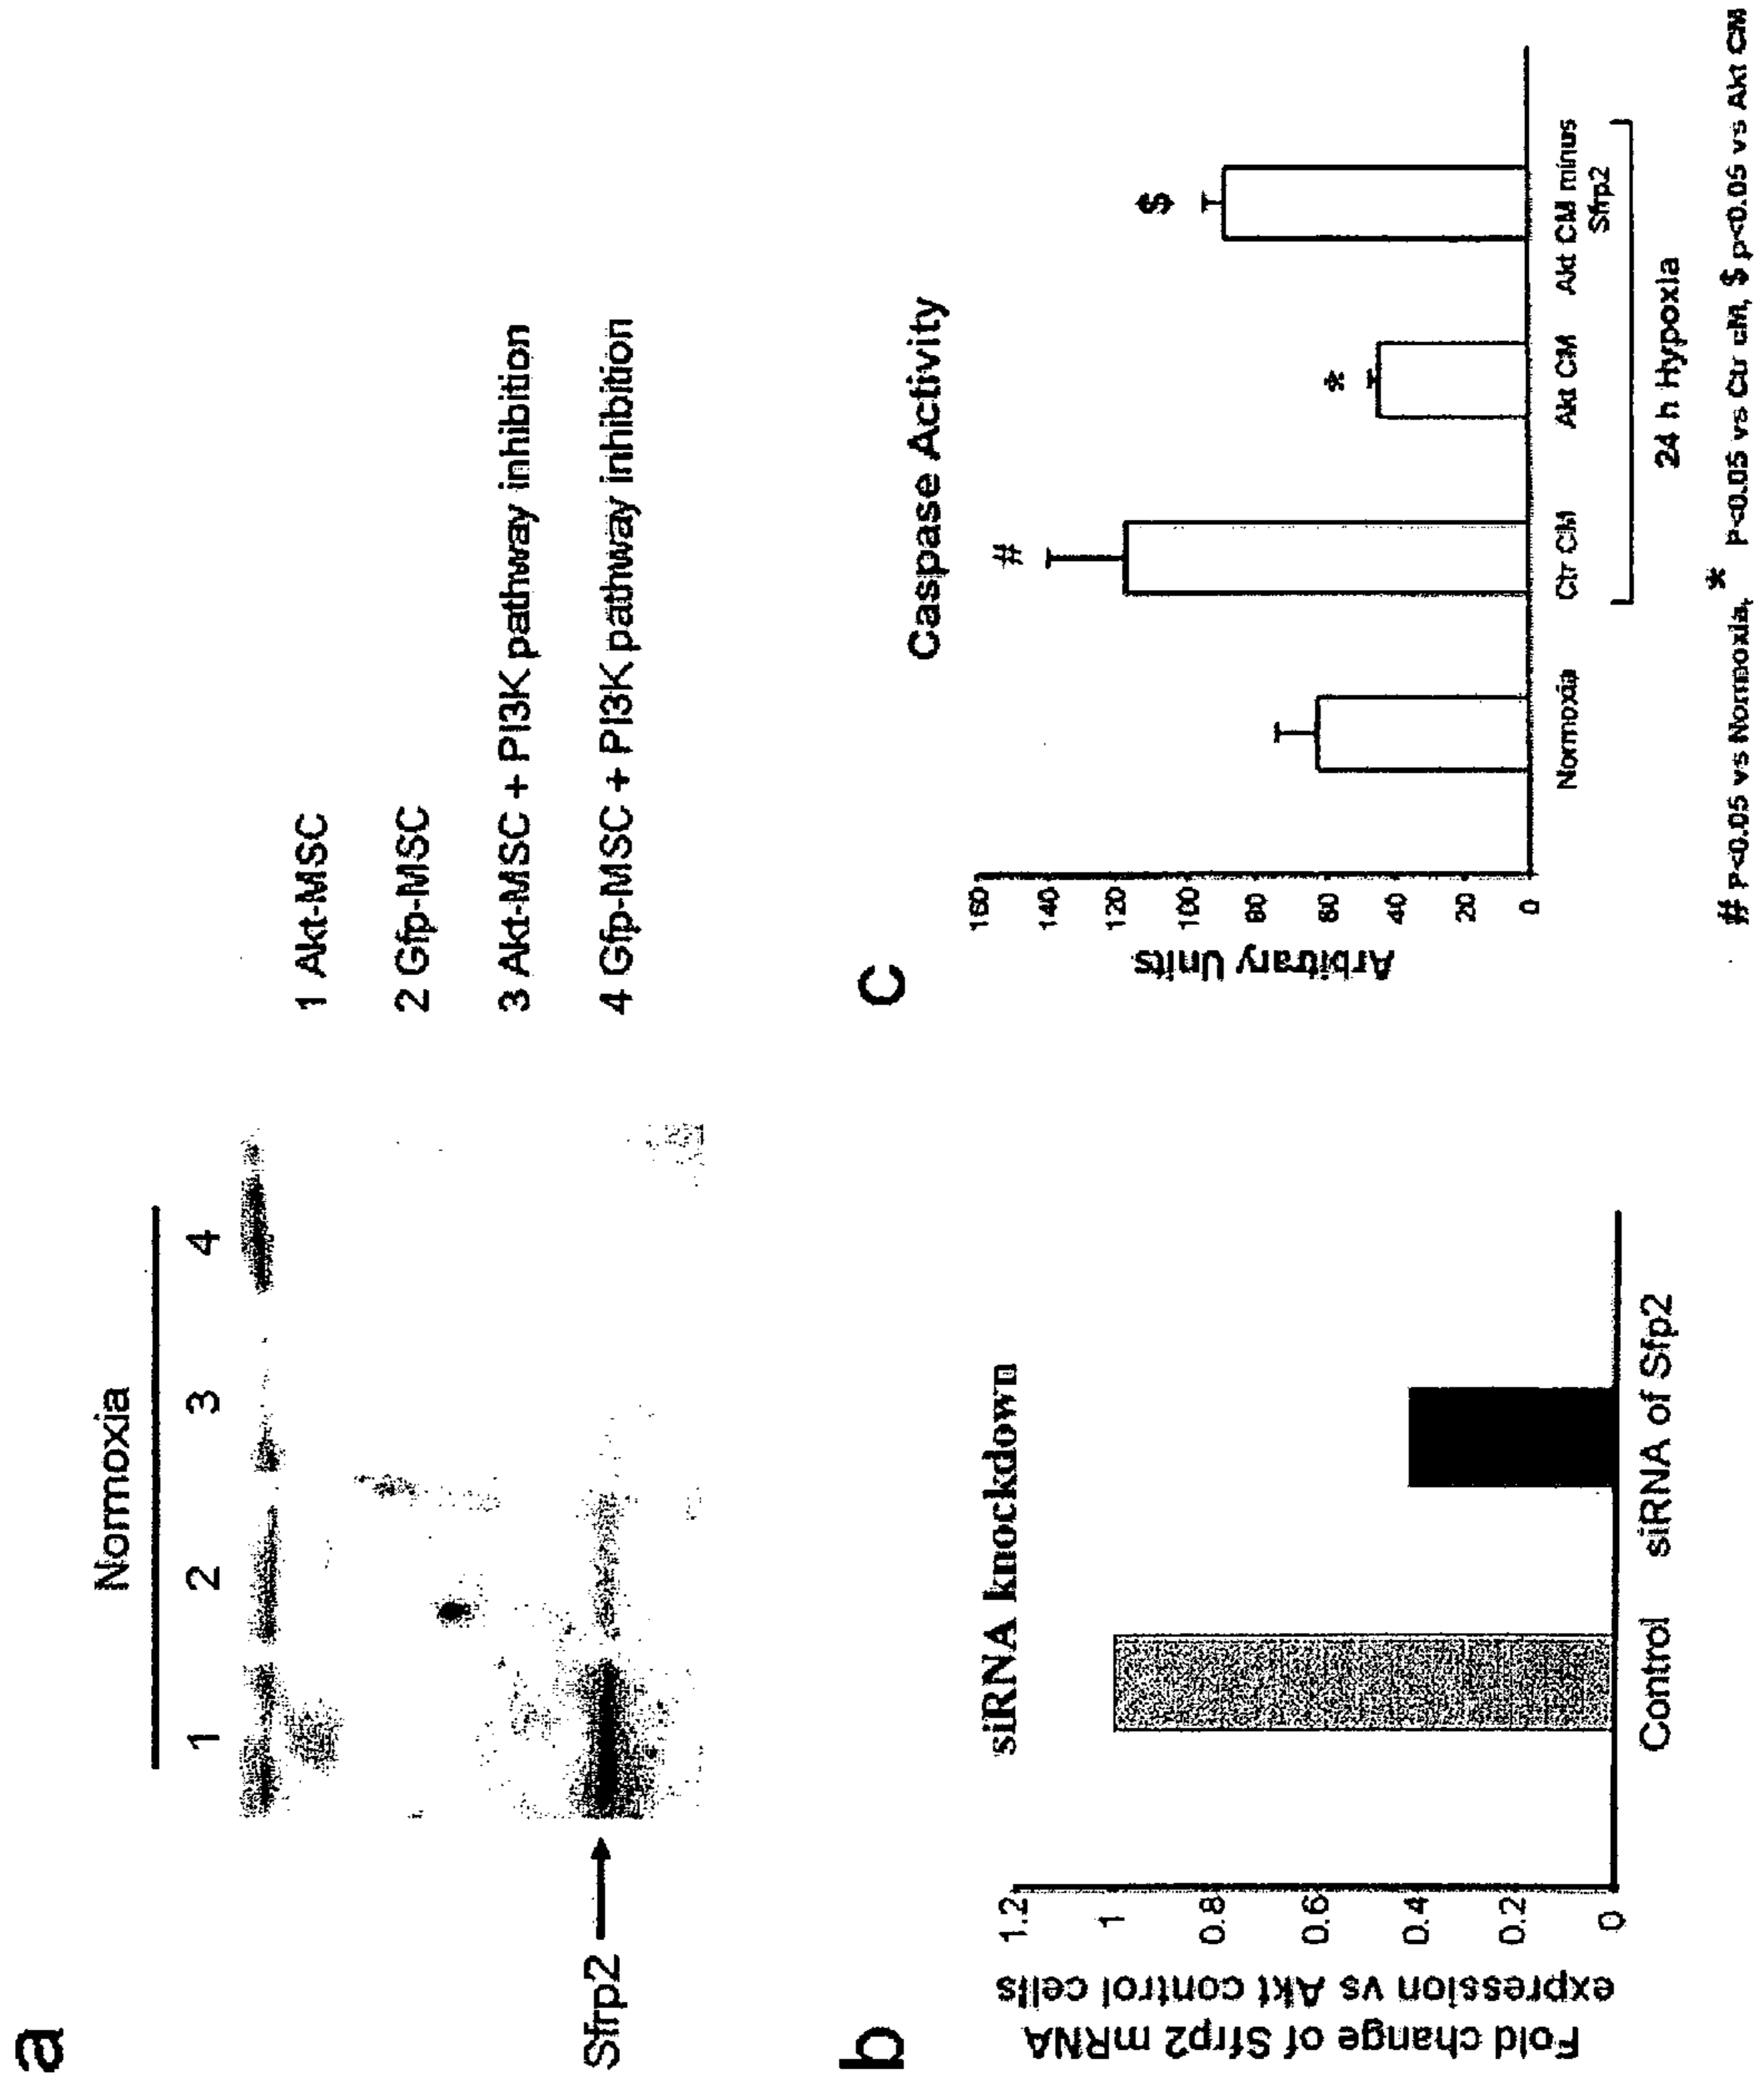 a
Normoxia
1 2 3 4
Sfrp2
1 Akt-MSC
2 Gfp-MSC
3 Akt-MSC + PI3K pathway inhibition
4 Gfp-MSC + PI3K pathway inhibition
b
siRNA knockdown
Fold change of Sfrp2 mRNA
expression vs Akt control cells
1.2
1
0.8
0.6
0.4
0.2
0
Control siRNA of Sfp2
c
Caspase Activity
Arbitrary Units
160
140
120
100
80
60
40
20
0
#
*
$
Normoxia Ctr CM Akt CM Akt CM minus
Sfrp2
24 h Hypoxia
# P<0.05 vs Normoxia, * P<0.05 vs Ctr cM, $ p<0.05 vs Akt CM